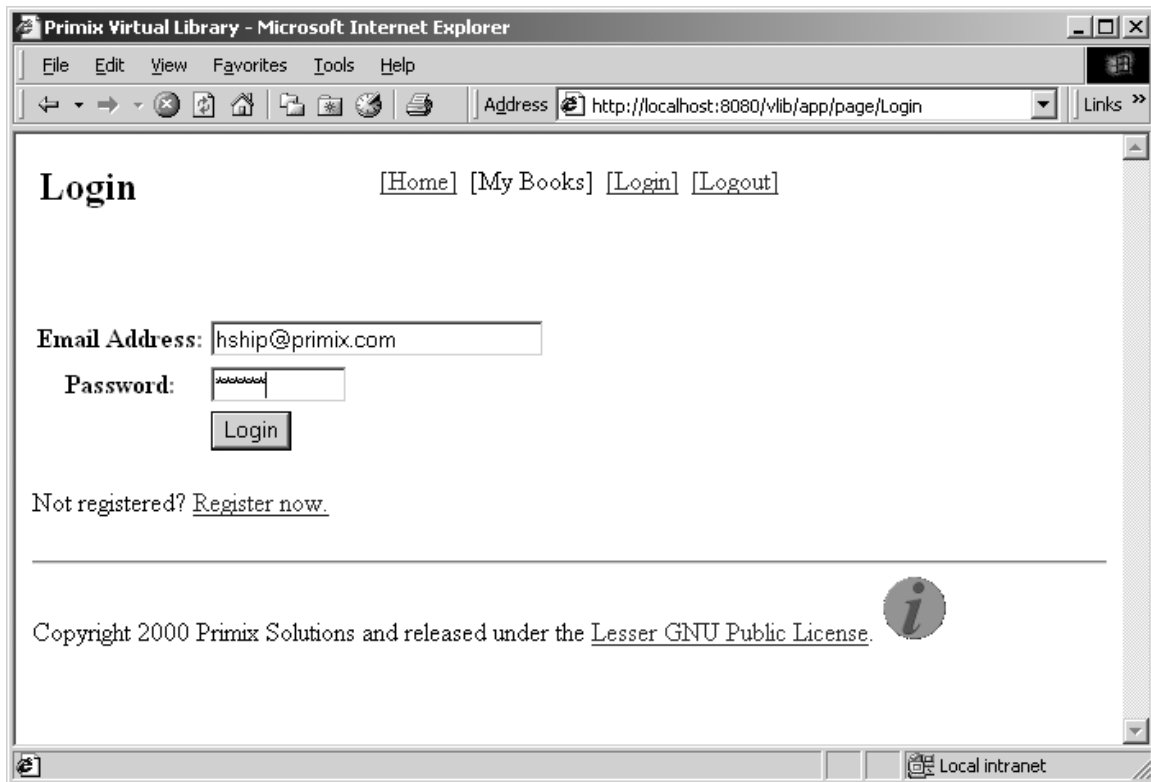 Primix Virtual Library - Microsoft Internet Explorer
File Edit View Favorites Tools Help
Address http://localhost:8080/vlib/app/page/Login Links »
Login [Home] [My Books] [Login] [Logout]
Email Address: hship@primix.com
Password: *******
Login
Not registered? Register now.
Copyright 2000 Primix Solutions and released under the Lesser GNU Public License. i
Local intranet